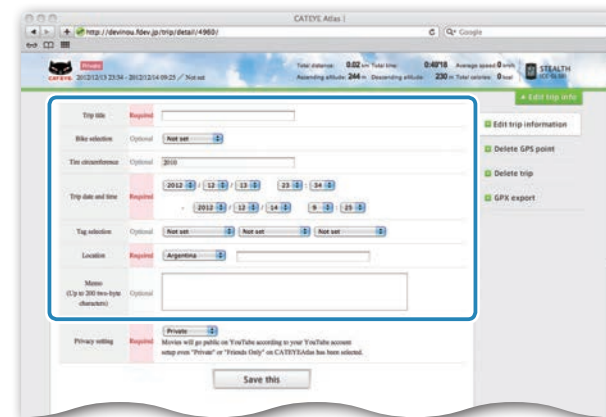 CATEYE Atlas |
http://devinou.fdev.jp/trip/detail/4980/
Google
Private
CATEYE 2012/12/13 23:34 - 2012/12/14 09:25 / Not set
Total distance: 0.02 km Total time: 0:48'18 Average speed 0 km/h
Ascending altitude: 244 m Descending altitude: 230 m Total calories: 0 kcal
STEALTH
Edit trip info
Trip title Required
Bike selection Optional Not set
Tire circumference Optional 2010
Trip date and time Required 2012 / 12 / 13 23 : 34
- 2012 / 12 / 14 9 : 25
Tag selection Optional Not set Not set Not set
Location Required Argentina
Memo
(Up to 200 two-byte
characters)
Optional
Privacy setting Required Private
Movies will go public on YouTube according to your YouTube account
setup even "Private" or "Friends Only" on CATEYEAtlas has been selected.
Save this
Edit trip information
Delete GPS point
Delete trip
GPX export